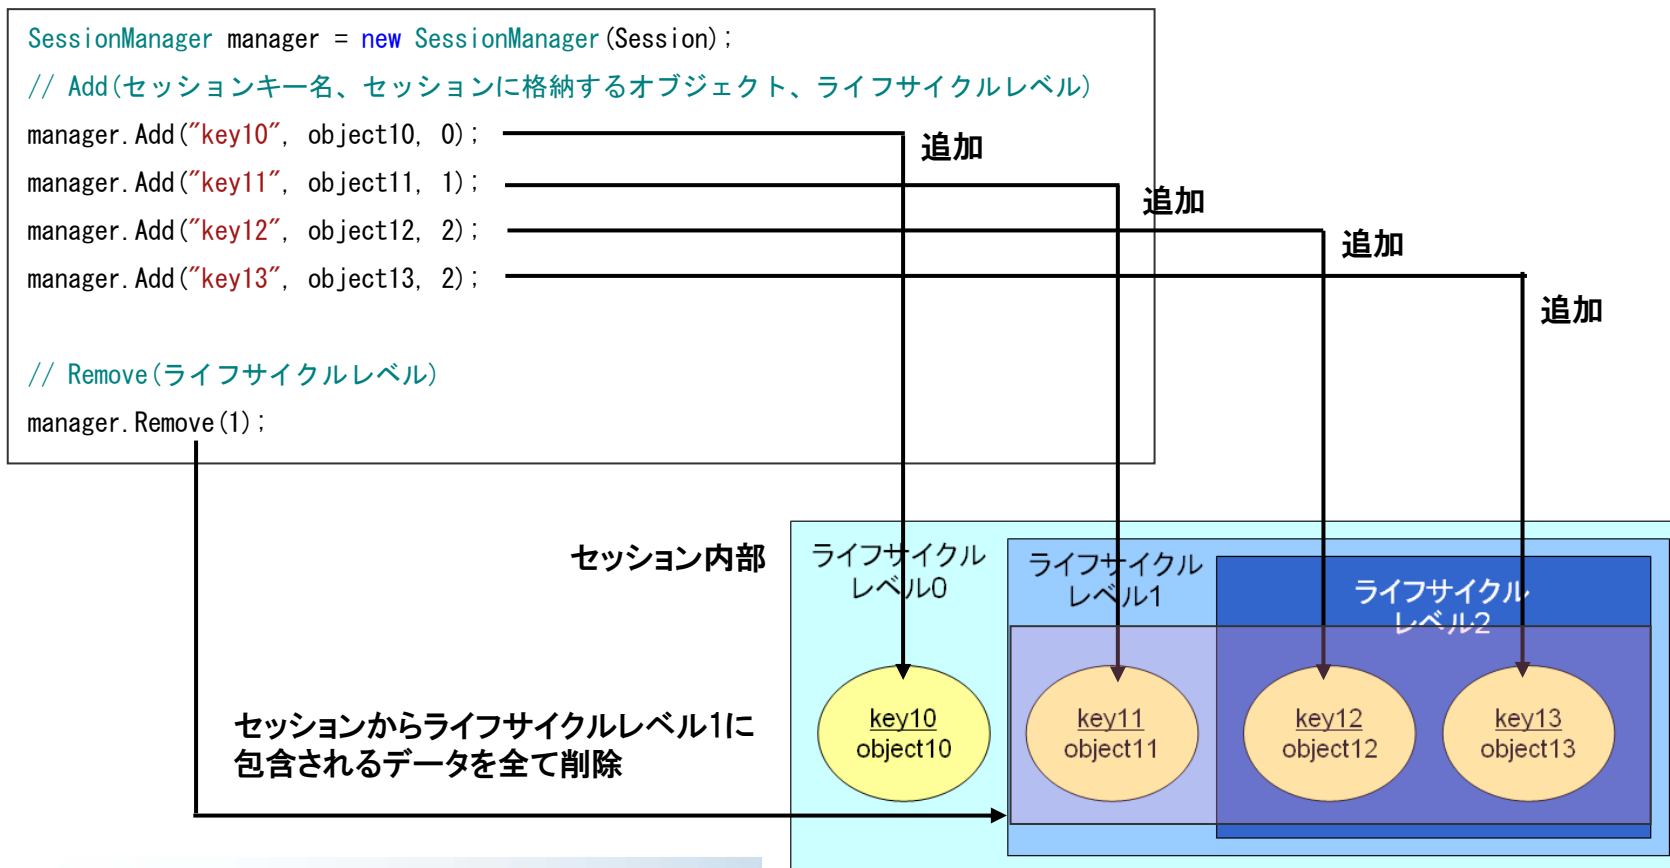 SessionManager manager = new SessionManager(Session);
// Add(セッションキー名、セッションに格納するオブジェクト、ライフサイクルレベル)
manager.Add("key10", object10, 0);
manager.Add("key11", object11, 1);
manager.Add("key12", object12, 2);
manager.Add("key13", object13, 2);
追加
追加
追加
追加
// Remove(ライフサイクルレベル)
manager.Remove(1);
セッション内部
ライフサイクル
レベル0
ライフサイクル
レベル1
ライフサイクル
レベル2
key10
object10
key11
object11
key12
object12
key13
object13
セッションからライフサイクルレベル1に
包含されるデータを全て削除